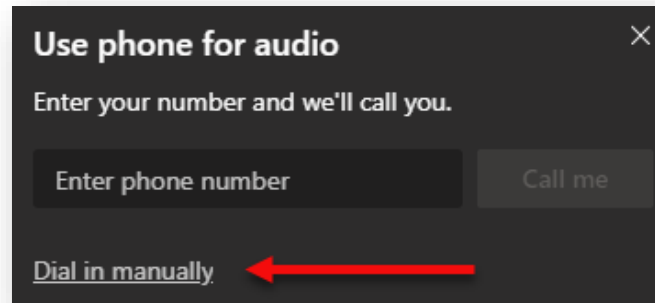 Use phone for audio
Enter your number and we'll call you.
Enter phone number
Call me
Dial in manually